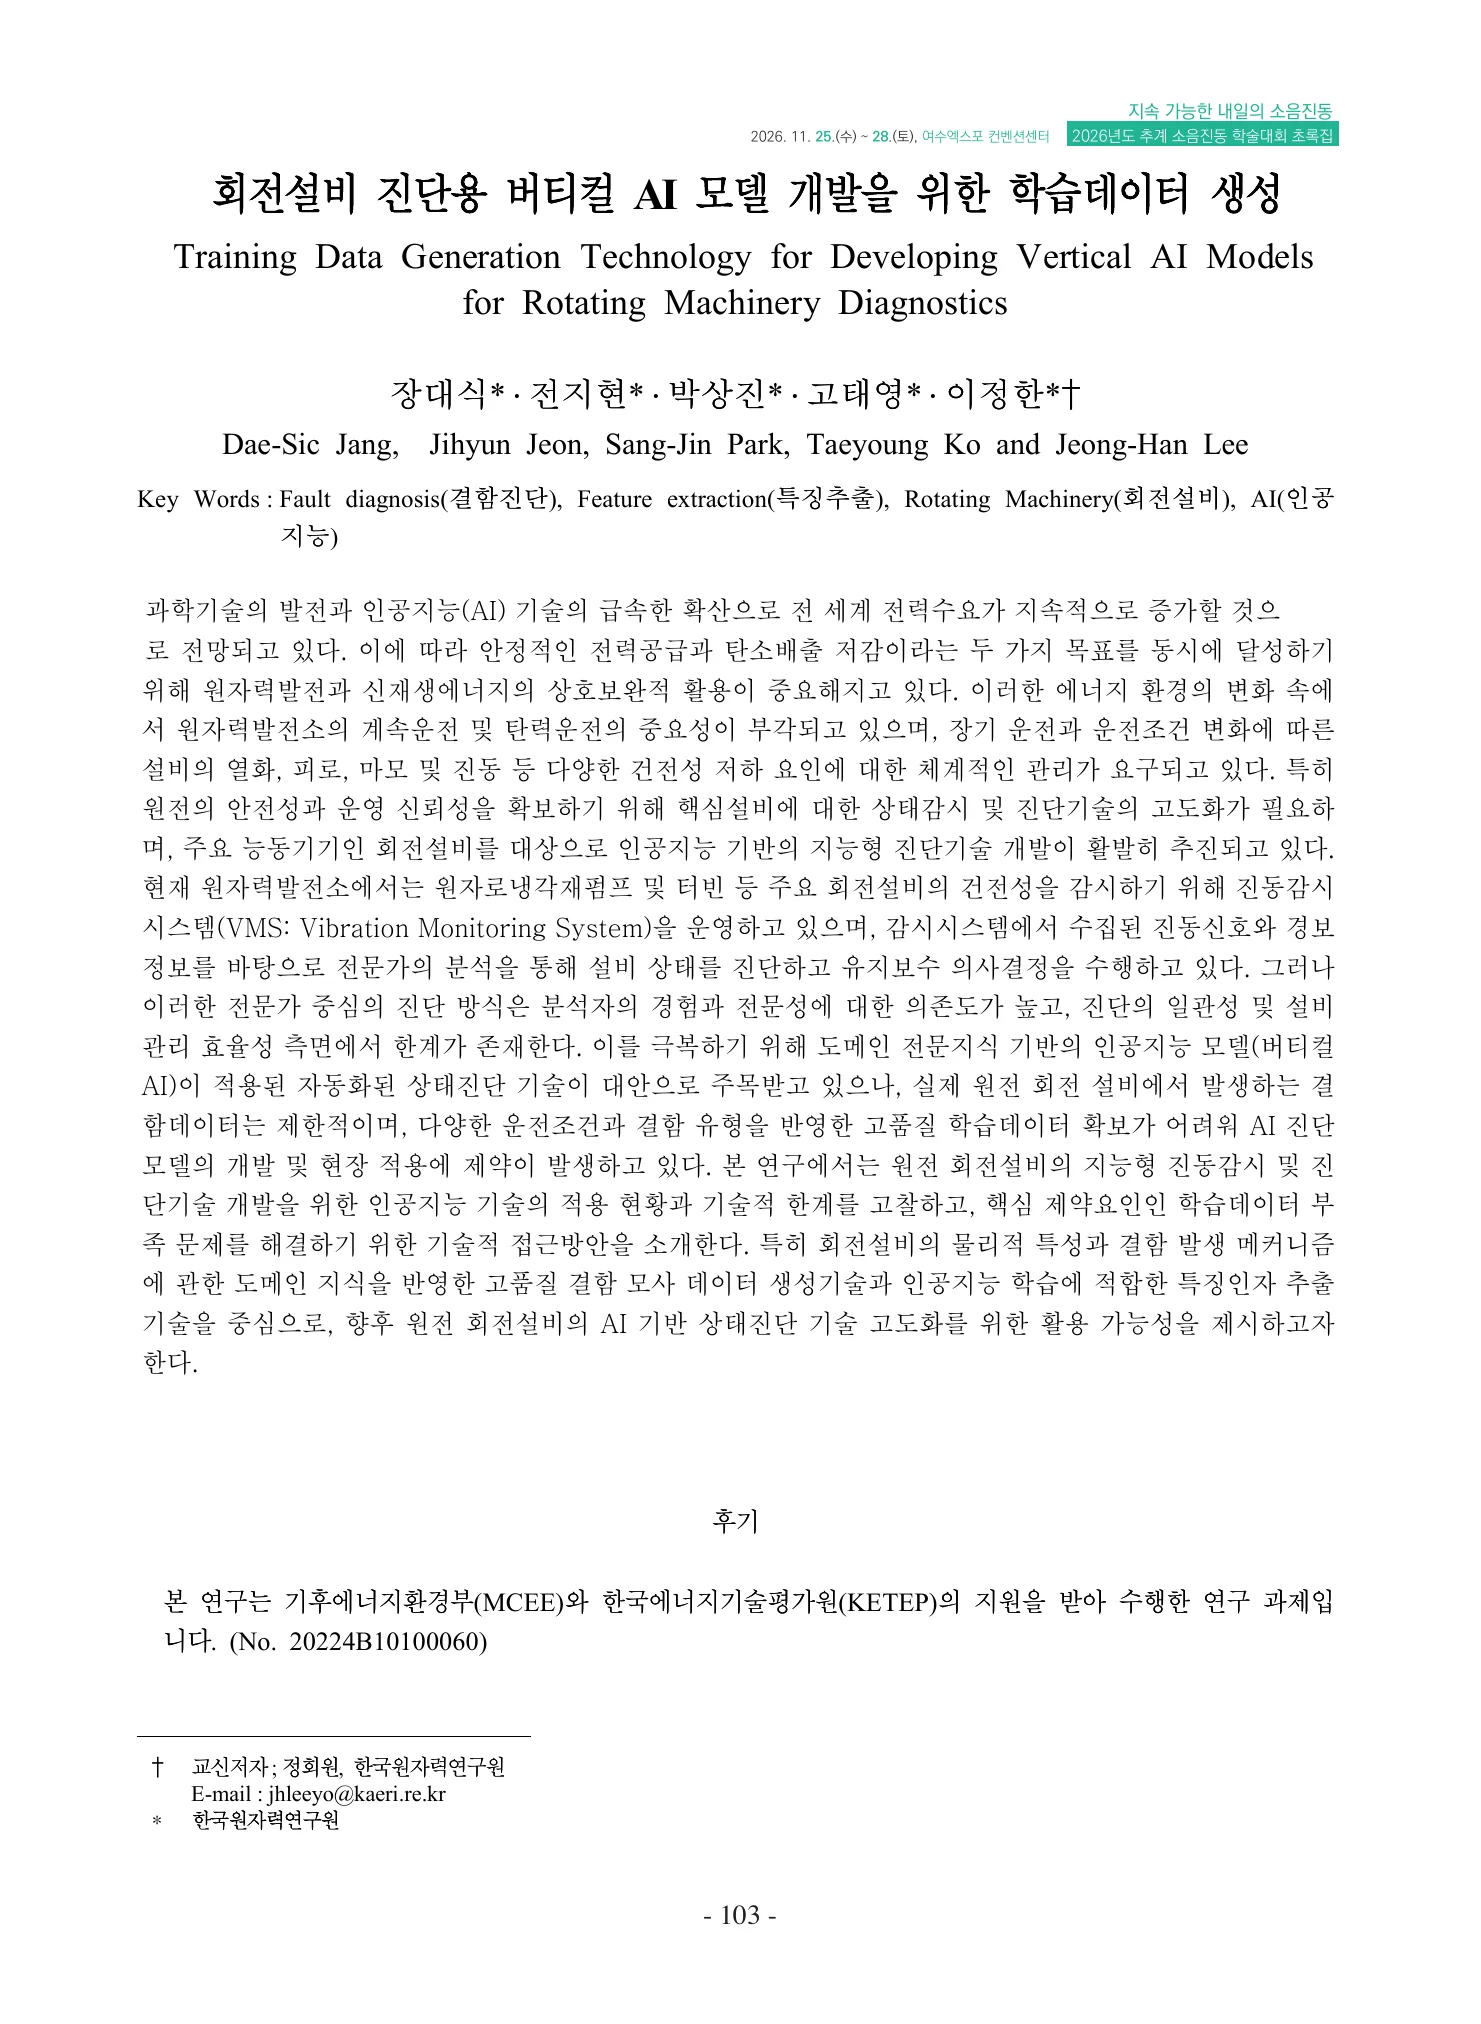 지속 가능한 내일의 소음진동
2026. 11. 25.(수) ~ 28.(토), 여수엑스포 컨벤션센터 2026년도 추계 소음진동 학술대회 초록집
회전설비 진단용 버티컬 AI 모델 개발을 위한 학습데이터 생성
Training Data Generation Technology for Developing Vertical AI Models
for Rotating Machinery Diagnostics
장대식* · 전지현* · 박상진* · 고태영* · 이정한*†
Dae-Sic Jang, Jihyun Jeon, Sang-Jin Park, Taeyoung Ko and Jeong-Han Lee
Key Words : Fault diagnosis(결함진단), Feature extraction(특징추출), Rotating Machinery(회전설비), AI(인공
지능)
과학기술의 발전과 인공지능(AI) 기술의 급속한 확산으로 전 세계 전력수요가 지속적으로 증가할 것으
로 전망되고 있다. 이에 따라 안정적인 전력공급과 탄소배출 저감이라는 두 가지 목표를 동시에 달성하기
위해 원자력발전과 신재생에너지의 상호보완적 활용이 중요해지고 있다. 이러한 에너지 환경의 변화 속에
서 원자력발전소의 계속운전 및 탄력운전의 중요성이 부각되고 있으며, 장기 운전과 운전조건 변화에 따른
설비의 열화, 피로, 마모 및 진동 등 다양한 건전성 저하 요인에 대한 체계적인 관리가 요구되고 있다. 특히
원전의 안전성과 운영 신뢰성을 확보하기 위해 핵심설비에 대한 상태감시 및 진단기술의 고도화가 필요하
며, 주요 능동기기인 회전설비를 대상으로 인공지능 기반의 지능형 진단기술 개발이 활발히 추진되고 있다.
현재 원자력발전소에서는 원자로냉각재펌프 및 터빈 등 주요 회전설비의 건전성을 감시하기 위해 진동감시
시스템(VMS: Vibration Monitoring System)을 운영하고 있으며, 감시시스템에서 수집된 진동신호와 경보
정보를 바탕으로 전문가의 분석을 통해 설비 상태를 진단하고 유지보수 의사결정을 수행하고 있다. 그러나
이러한 전문가 중심의 진단 방식은 분석자의 경험과 전문성에 대한 의존도가 높고, 진단의 일관성 및 설비
관리 효율성 측면에서 한계가 존재한다. 이를 극복하기 위해 도메인 전문지식 기반의 인공지능 모델(버티컬
AI)이 적용된 자동화된 상태진단 기술이 대안으로 주목받고 있으나, 실제 원전 회전 설비에서 발생하는 결
함데이터는 제한적이며, 다양한 운전조건과 결함 유형을 반영한 고품질 학습데이터 확보가 어려워 AI 진단
모델의 개발 및 현장 적용에 제약이 발생하고 있다. 본 연구에서는 원전 회전설비의 지능형 진동감시 및 진
단기술 개발을 위한 인공지능 기술의 적용 현황과 기술적 한계를 고찰하고, 핵심 제약요인인 학습데이터 부
족 문제를 해결하기 위한 기술적 접근방안을 소개한다. 특히 회전설비의 물리적 특성과 결함 발생 메커니즘
에 관한 도메인 지식을 반영한 고품질 결함 모사 데이터 생성기술과 인공지능 학습에 적합한 특징인자 추출
기술을 중심으로, 향후 원전 회전설비의 AI 기반 상태진단 기술 고도화를 위한 활용 가능성을 제시하고자
한다.
후기
본 연구는 기후에너지환경부(MCEE)와 한국에너지기술평가원(KETEP)의 지원을 받아 수행한 연구 과제입
니다. (No. 20224B10100060)
† 교신저자 ; 정회원, 한국원자력연구원
E-mail : jhleeyo@kaeri.re.kr
* 한국원자력연구원
- 103 -